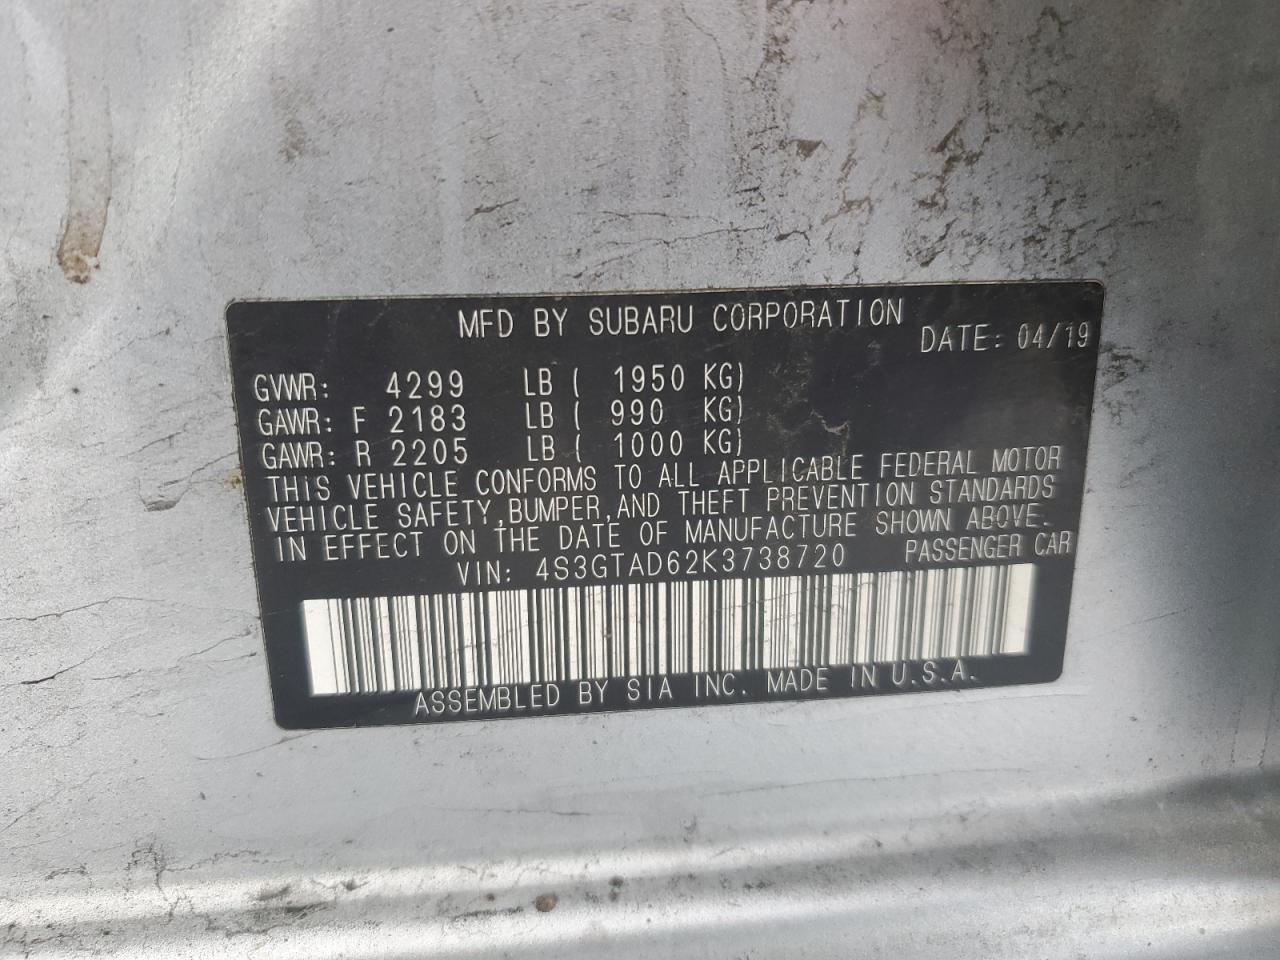 MFD BY SUBARU CORPORATION
DATE: 04/19
GVWR: 4299 LB ( 1950 KG)
GAWR: F 2183 LB ( 990 KG)
GAWR: R 2205 LB ( 1000 KG)
THIS VEHICLE CONFORMS TO ALL APPLICABLE FEDERAL MOTOR
VEHICLE SAFETY, BUMPER, AND THEFT PREVENTION STANDARDS
IN EFFECT ON THE DATE OF MANUFACTURE SHOWN ABOVE.
VIN: 4S3GTAD62K3738720 PASSENGER CAR
ASSEMBLED BY SIA INC. MADE IN U.S.A.